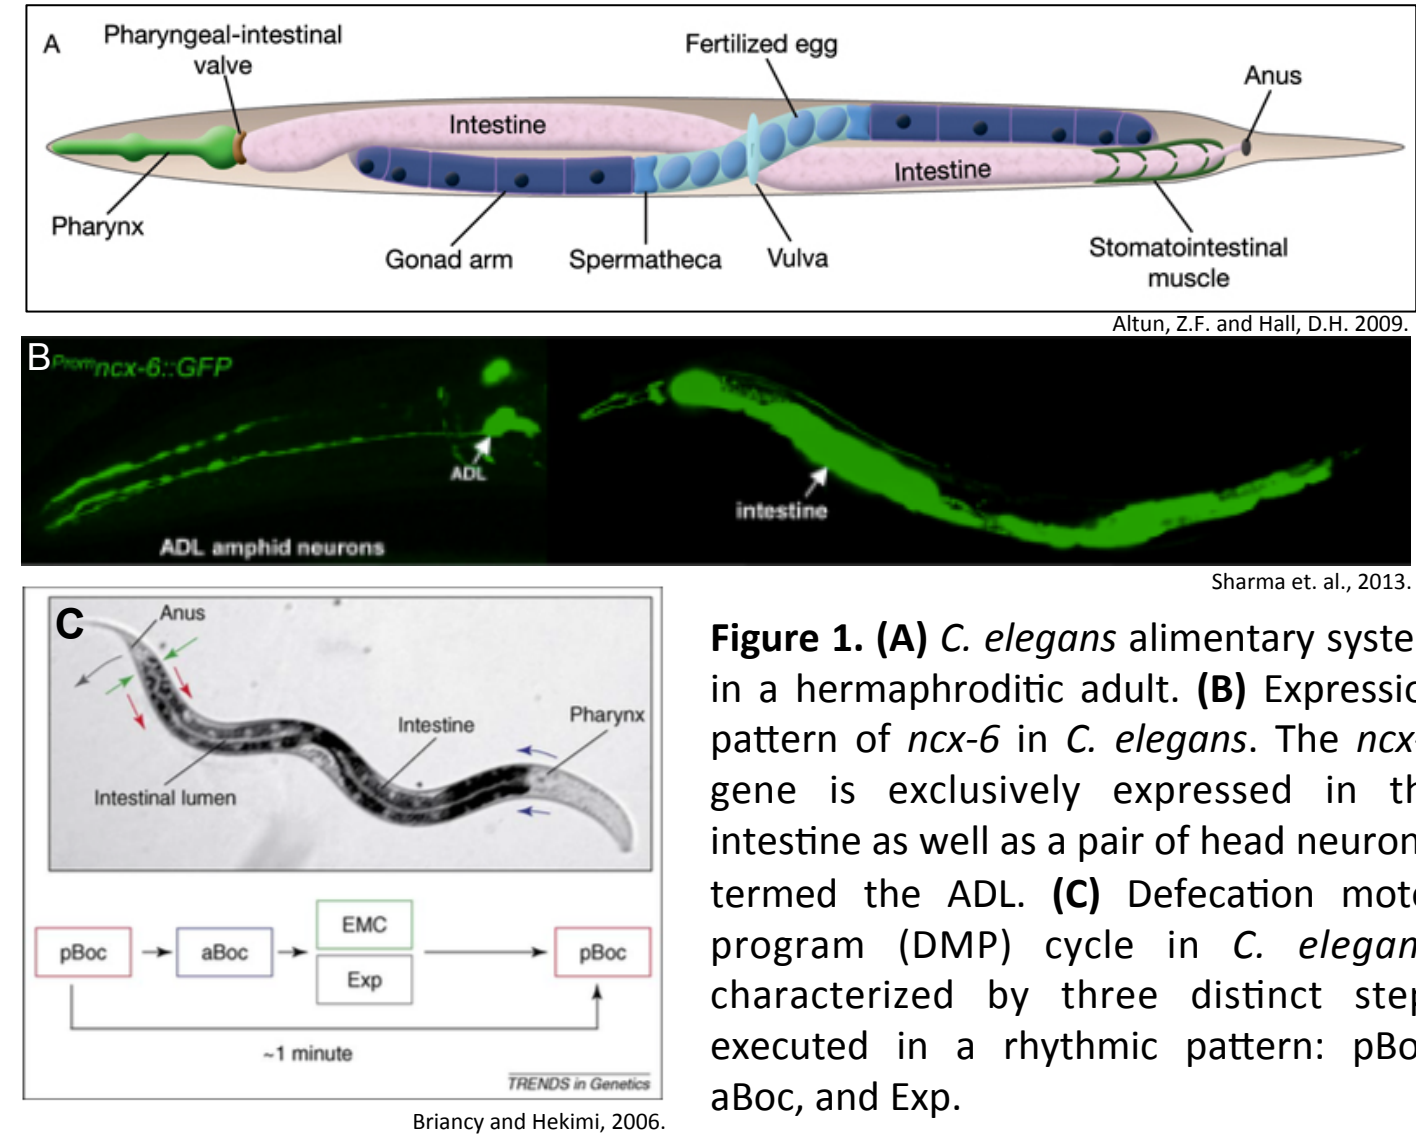 A
Pharyngeal-intestinal
valve
Fertilized egg
Anus
Intestine
Intestine
Pharynx
Gonad arm
Spermatheca
Vulva
Stomatointestinal
muscle
Altun, Z.F. and Hall, D.H. 2009.
B Prom ncx-6::GFP
ADL
intestine
ADL amphid neurons
Sharma et. al., 2013.
C
Anus
Intestine
Pharynx
Intestinal lumen
EMC
pBoc
aBoc
pBoc
Exp
~1 minute
TRENDS in Genetics
Briancy and Hekimi, 2006.
Figure 1. (A) C. elegans alimentary syste
in a hermaphroditic adult. (B) Expressio
pattern of ncx-6 in C. elegans. The ncx-
gene is exclusively expressed in th
intestine as well as a pair of head neuron
termed the ADL. (C) Defecation moto
program (DMP) cycle in C. elegan
characterized by three distinct step
executed in a rhythmic pattern: pBo
aBoc, and Exp.